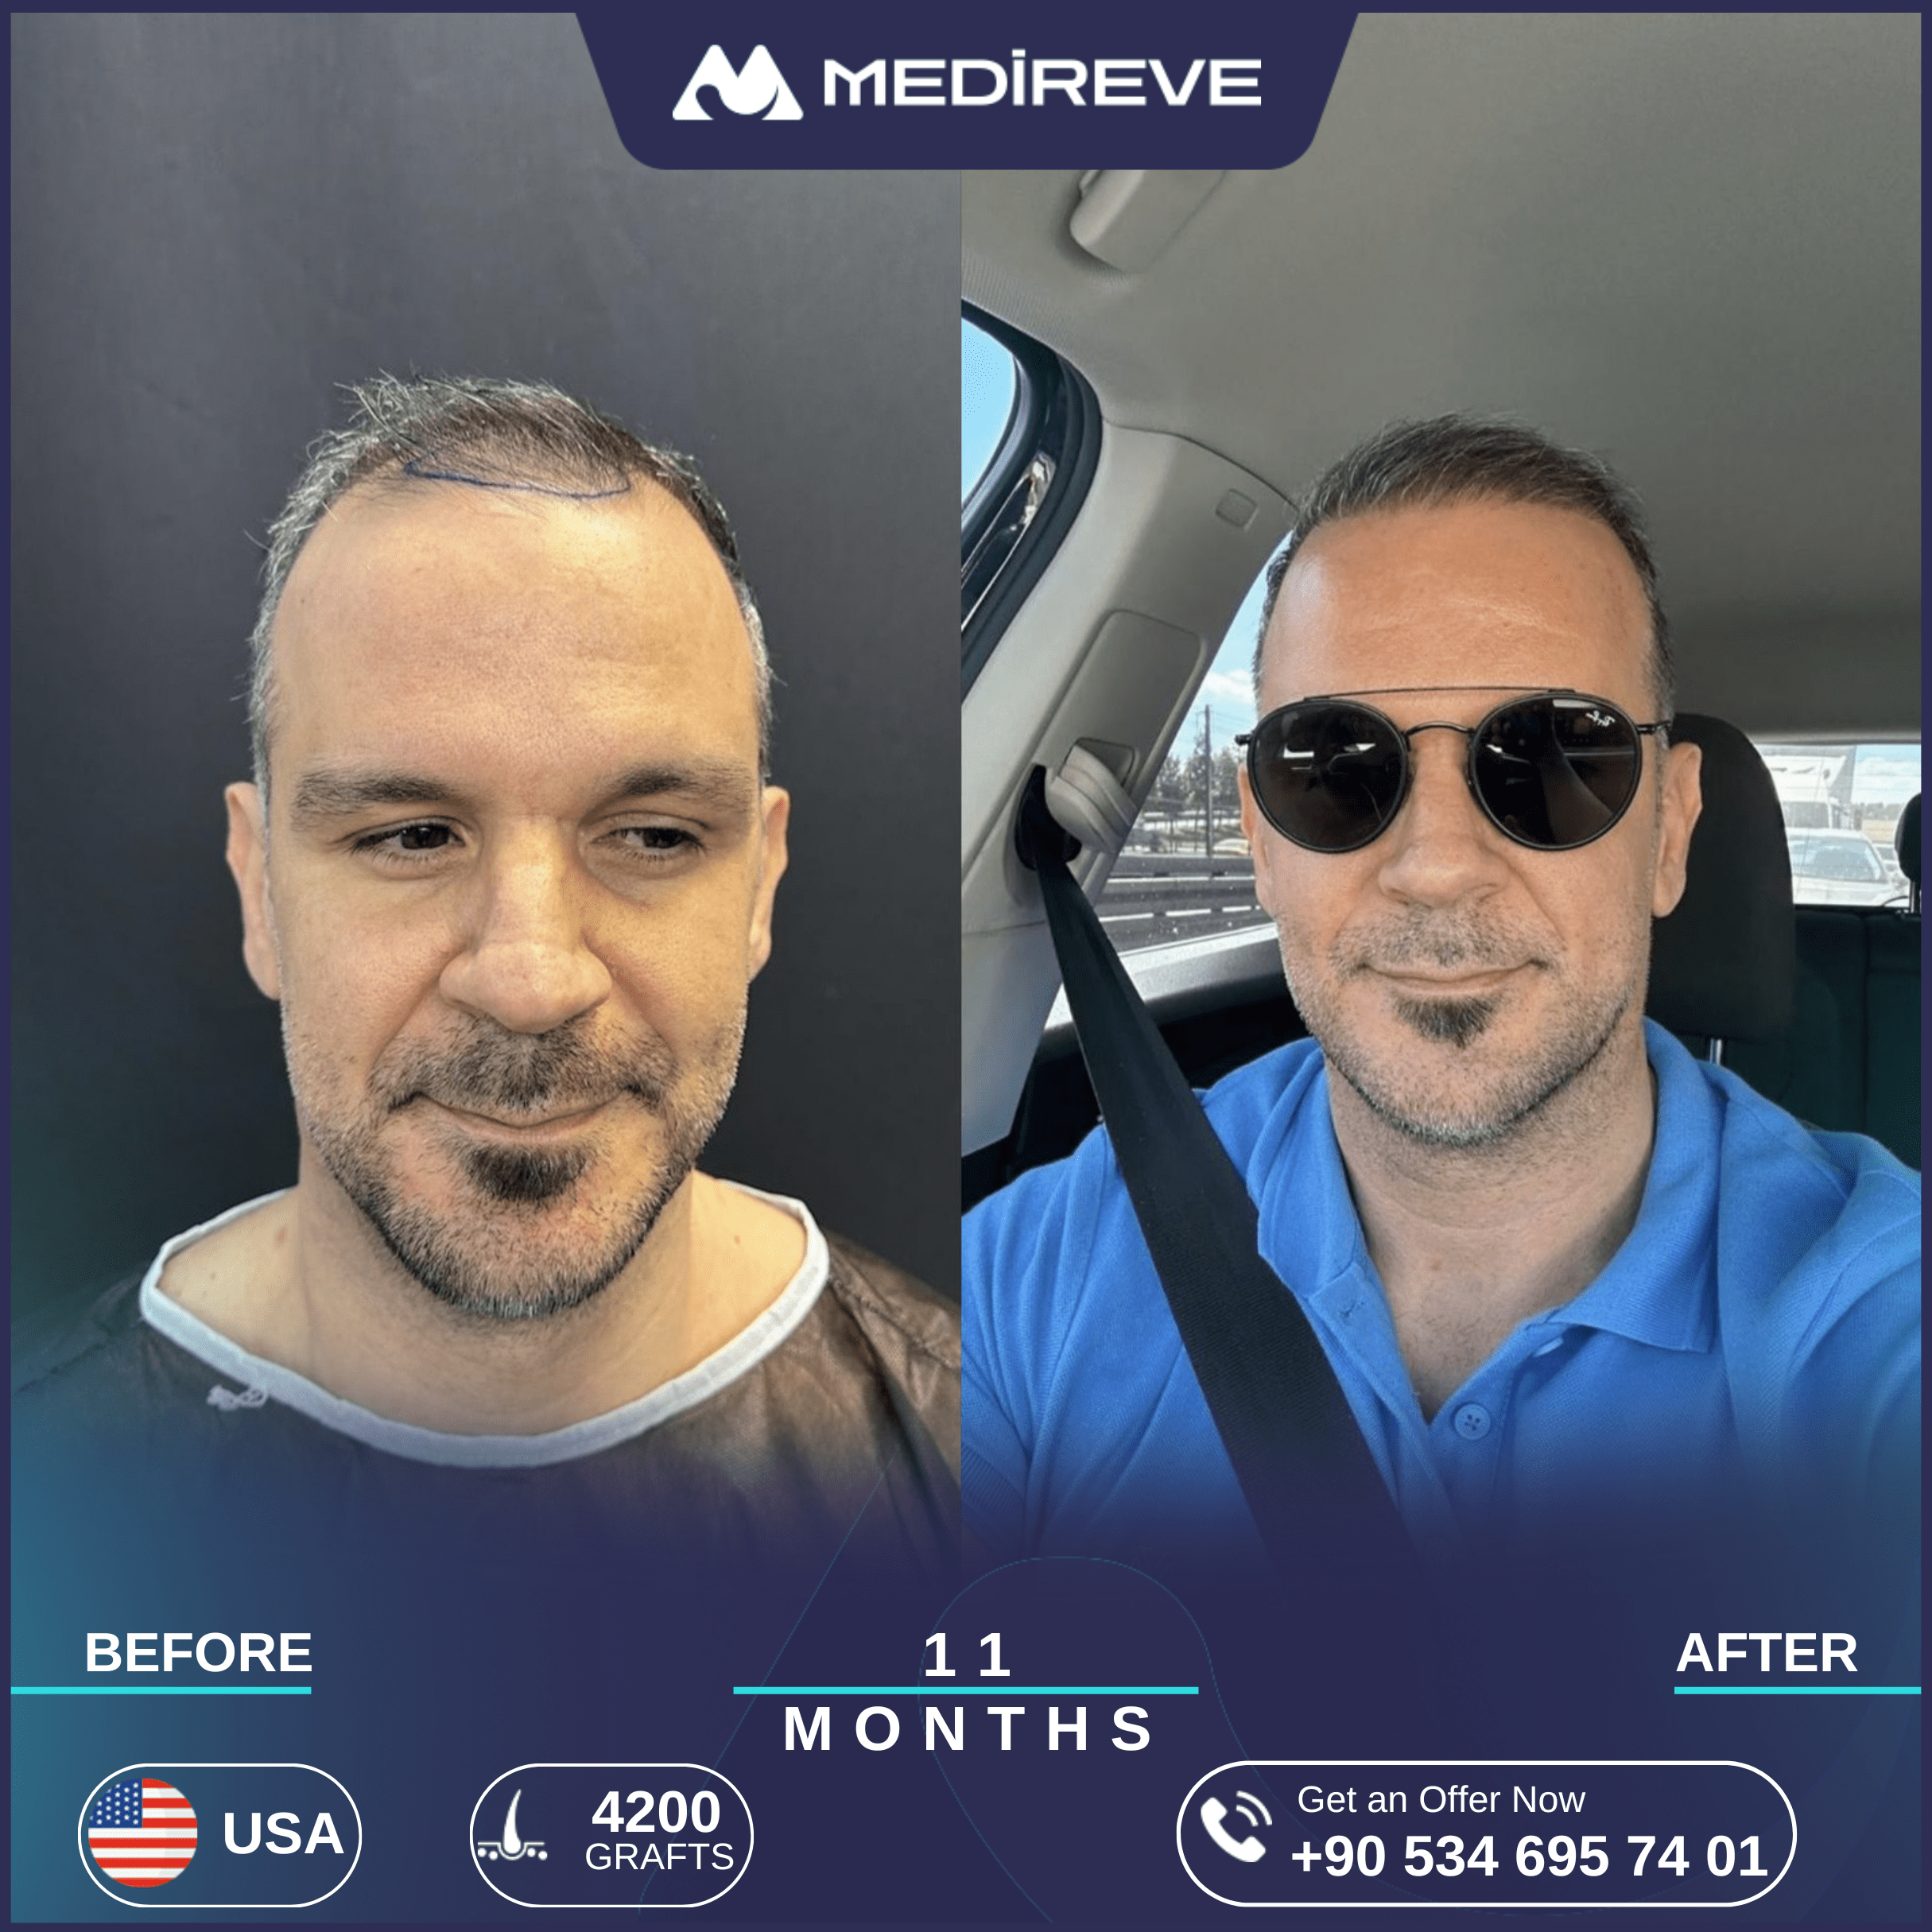 MEDİREVE
BEFORE
11
MONTHS
AFTER
USA
4200
GRAFTS
Get an Offer Now
+90 534 695 74 01